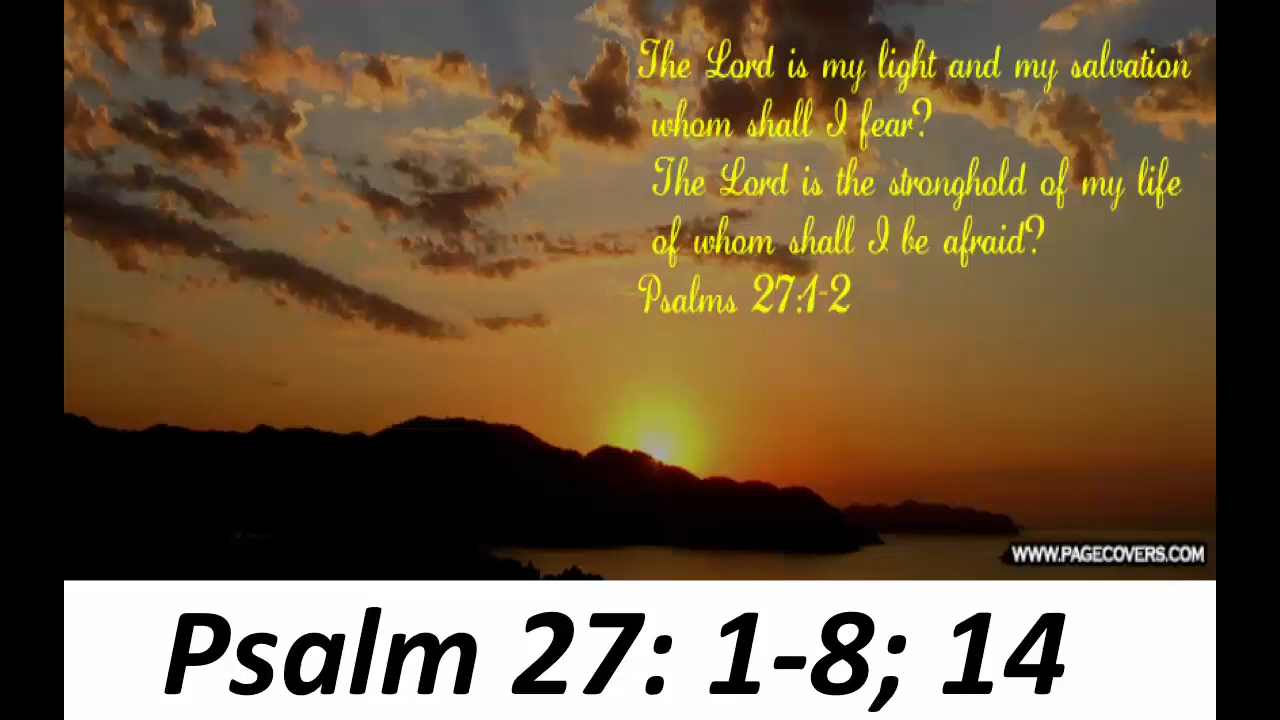 The Lord is my light and my salvation
whom shall I fear?
The Lord is the stronghold of my life
of whom shall I be afraid?
Psalms 27:1-2
WWW.PAGECOVERS.COM
Psalm 27: 1-8; 14